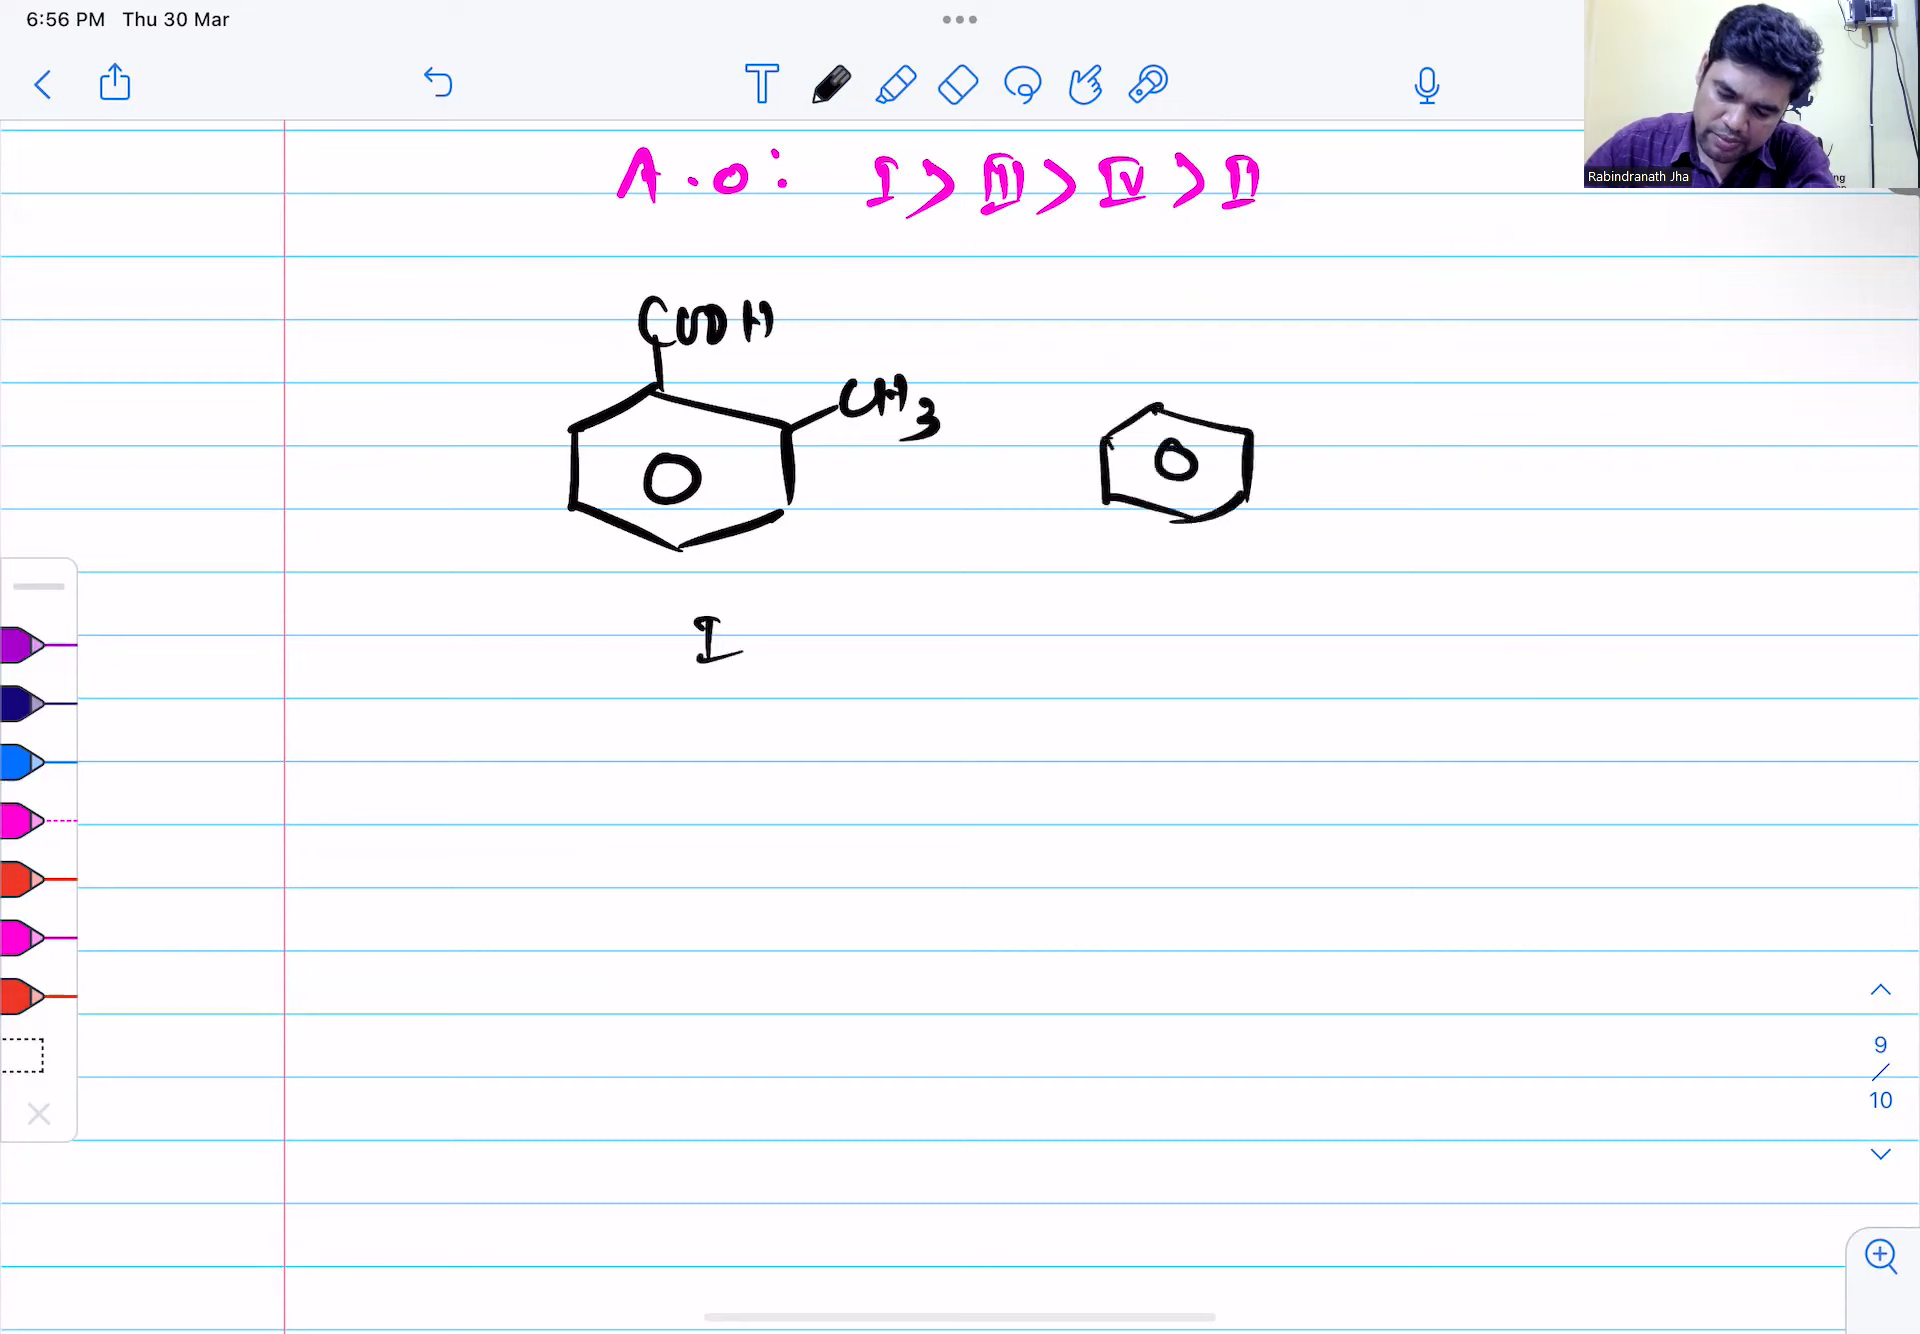 6:56 PM Thu 30 Mar
T
Rabindranath Jha
A.O: I > III > IV > II
COOH
CH3
I
9
/
10